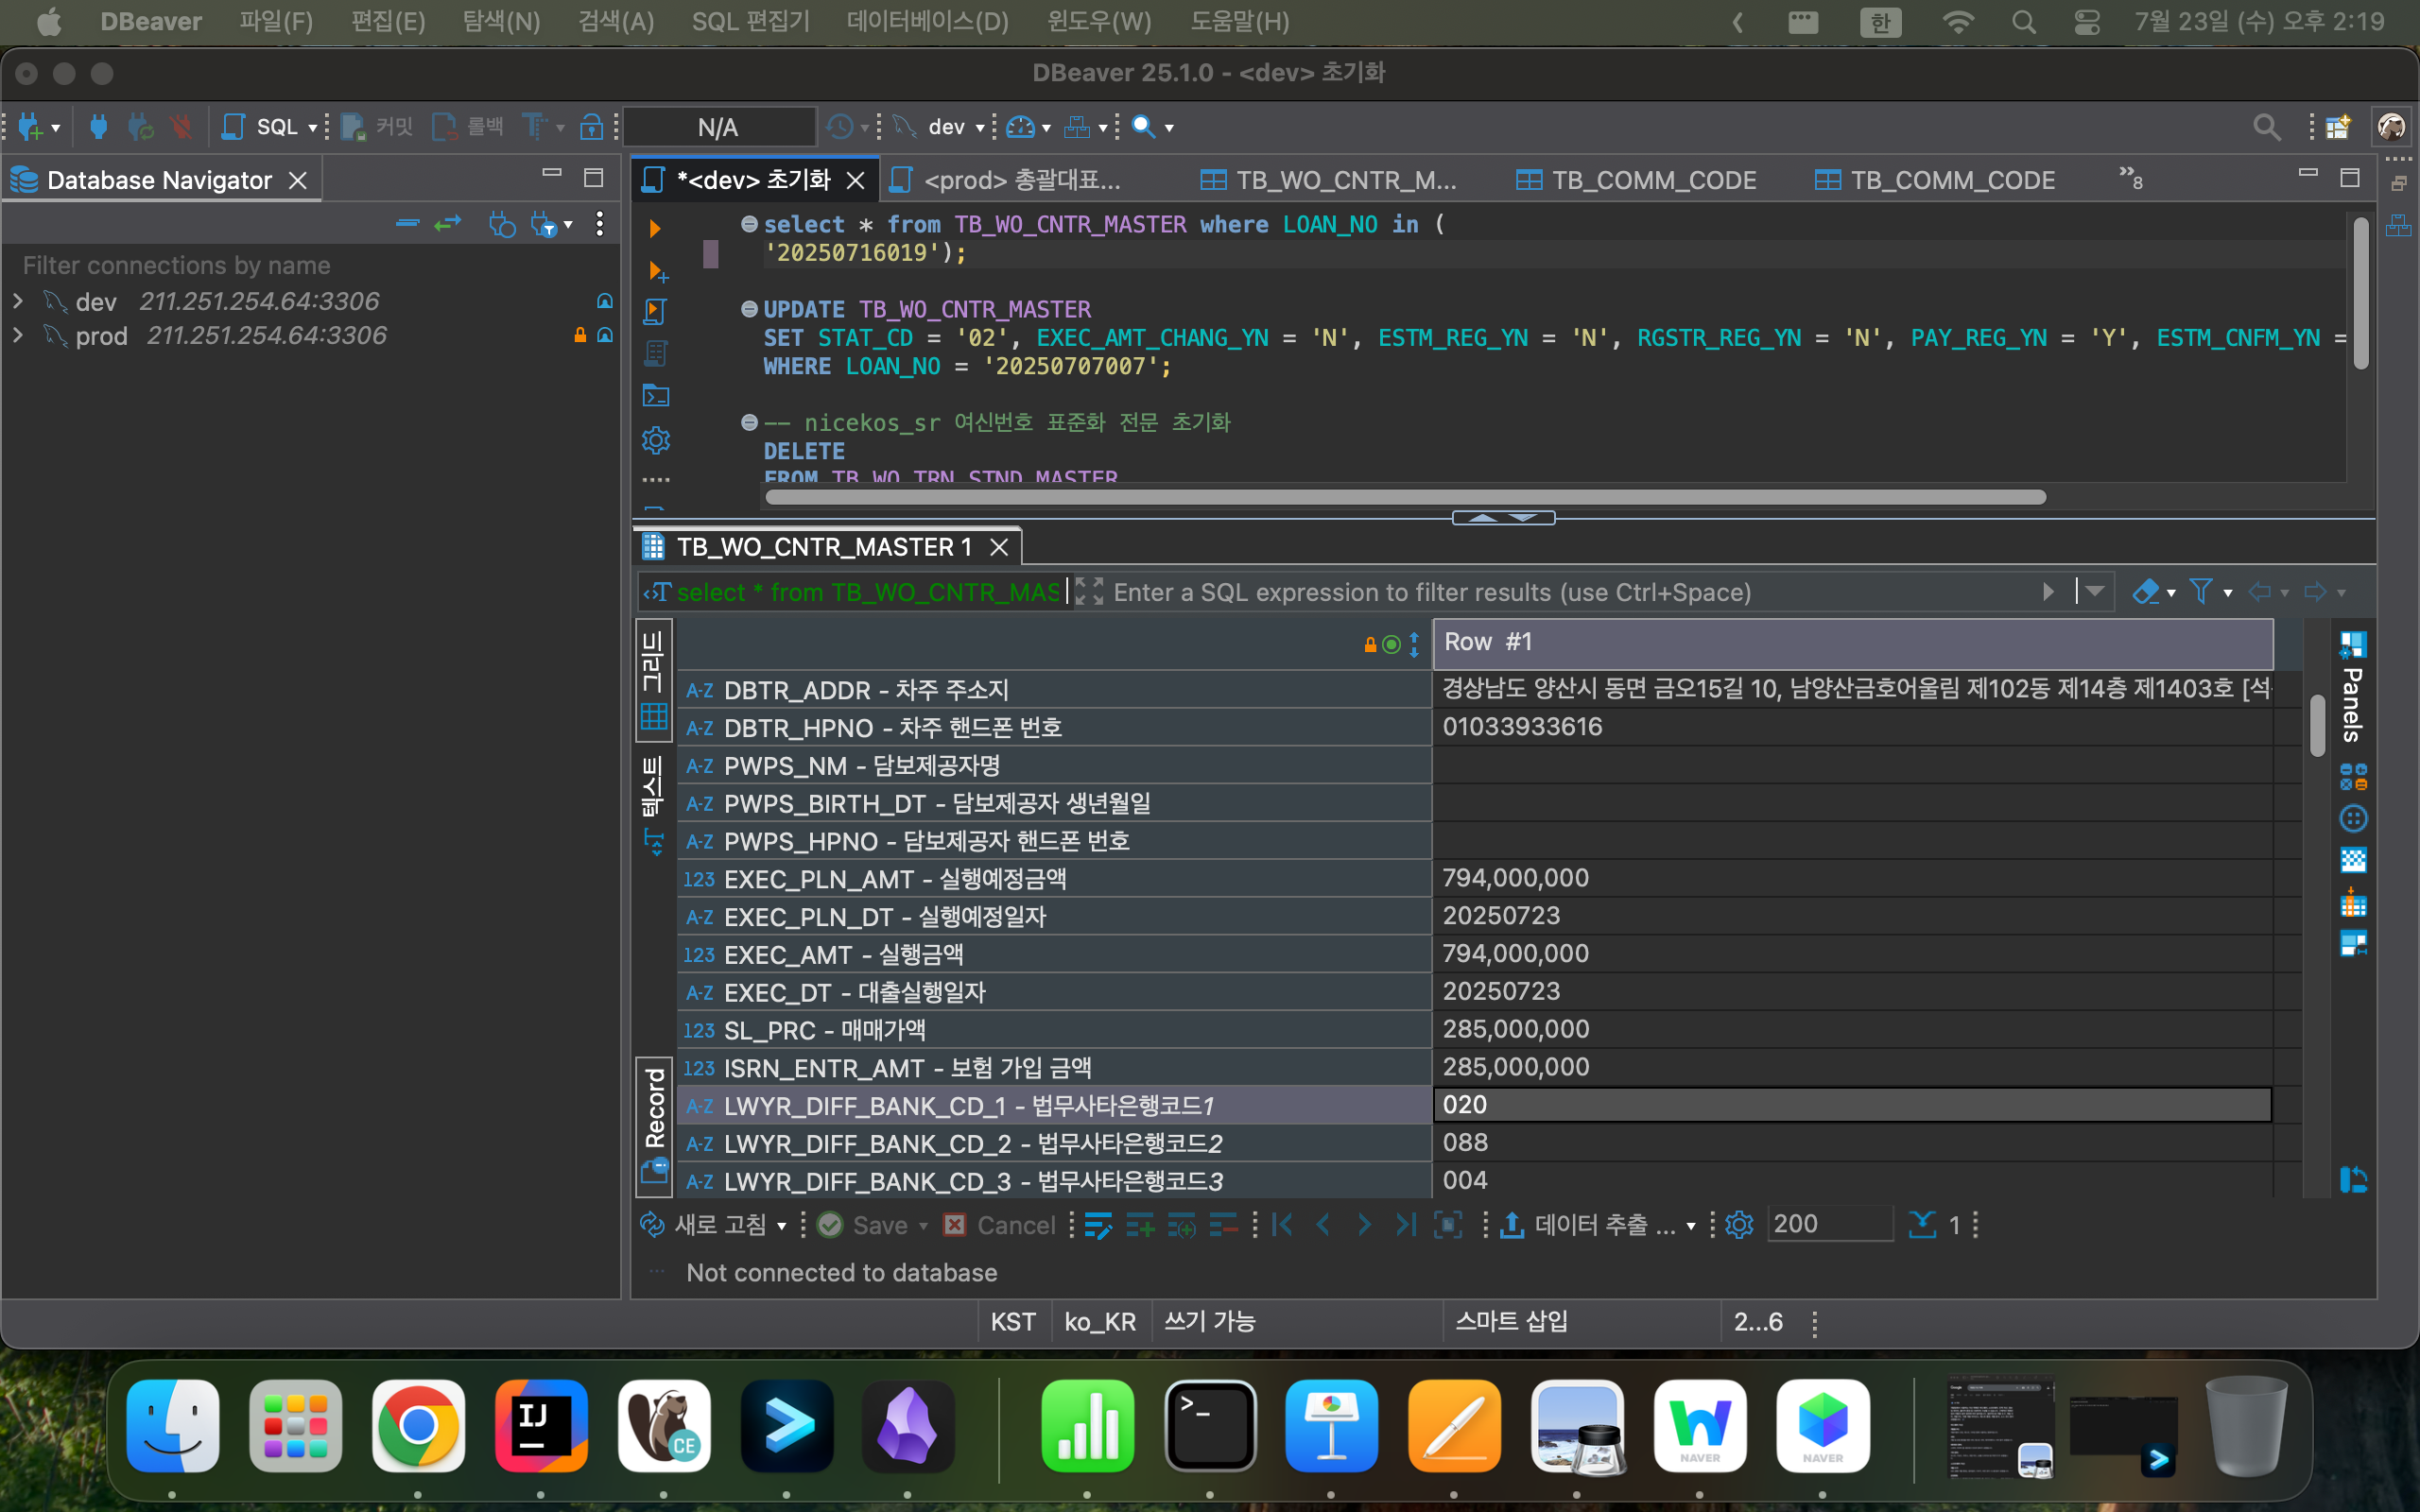 DBeaver 파일(F) 편집(E) 탐색(N) 검색(A) SQL 편집기 데이터베이스(D) 윈도우(W) 도움말(H) 한 7월 23일 (수) 오후 2:19
DBeaver 25.1.0 - <dev> 초기화
SQL 커밋 롤백 N/A dev
Database Navigator
*<dev> 초기화 <prod> 총괄대표... TB_WO_CNTR_M... TB_COMM_CODE TB_COMM_CODE »8
Filter connections by name
dev 211.251.254.64:3306
prod 211.251.254.64:3306
select * from TB_WO_CNTR_MASTER where LOAN_NO in (
'20250716019');
UPDATE TB_WO_CNTR_MASTER
SET STAT_CD = '02', EXEC_AMT_CHANG_YN = 'N', ESTM_REG_YN = 'N', RGSTR_REG_YN = 'N', PAY_REG_YN = 'Y', ESTM_CNFM_YN =
WHERE LOAN_NO = '20250707007';
-- nicekos_sr 여신번호 표준화 전문 초기화
DELETE
FROM TB_WO_TRN_STND_MASTER
TB_WO_CNTR_MASTER 1
select * from TB_WO_CNTR_MAS Enter a SQL expression to filter results (use Ctrl+Space)
그리드
텍스트
Record
Panels
Row #1
A-Z DBTR_ADDR - 차주 주소지 경상남도 양산시 동면 금오15길 10, 남양산금호어울림 제102동 제14층 제1403호 [석
A-Z DBTR_HPNO - 차주 핸드폰 번호 01033933616
A-Z PWPS_NM - 담보제공자명
A-Z PWPS_BIRTH_DT - 담보제공자 생년월일
A-Z PWPS_HPNO - 담보제공자 핸드폰 번호
123 EXEC_PLN_AMT - 실행예정금액 794,000,000
A-Z EXEC_PLN_DT - 실행예정일자 20250723
123 EXEC_AMT - 실행금액 794,000,000
A-Z EXEC_DT - 대출실행일자 20250723
123 SL_PRC - 매매가액 285,000,000
123 ISRN_ENTR_AMT - 보험 가입 금액 285,000,000
A-Z LWYR_DIFF_BANK_CD_1 - 법무사타은행코드1 020
A-Z LWYR_DIFF_BANK_CD_2 - 법무사타은행코드2 088
A-Z LWYR_DIFF_BANK_CD_3 - 법무사타은행코드3 004
새로 고침 Save Cancel 데이터 추출 ... 200 1
Not connected to database
KST ko_KR 쓰기 가능 스마트 삽입 2...6
IJ
CE
NAVER
NAVER